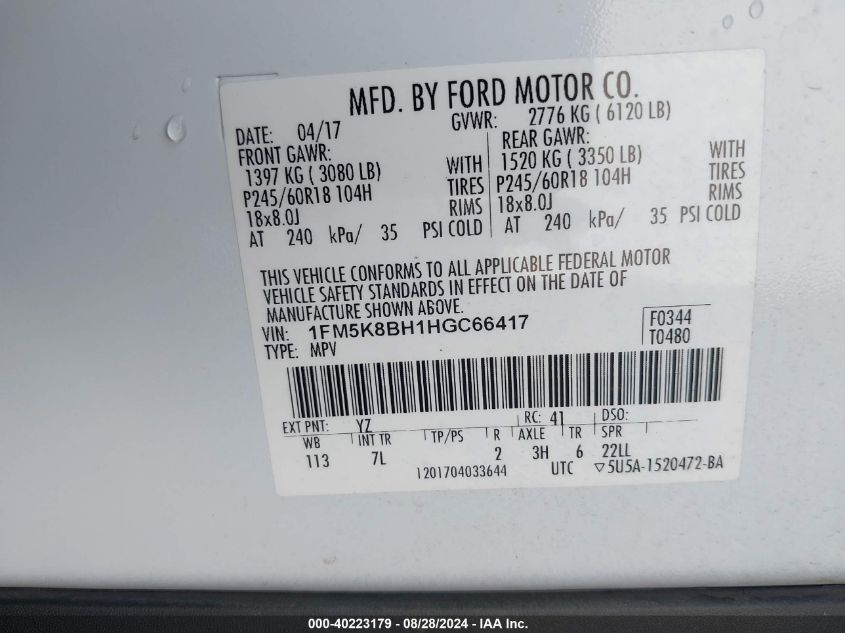 MFD. BY FORD MOTOR CO.
DATE: 04/17 GVWR: 2776 KG ( 6120 LB)
FRONT GAWR: REAR GAWR:
1397 KG ( 3080 LB) WITH 1520 KG ( 3350 LB) WITH
P245/60R18 104H TIRES P245/60R18 104H TIRES
18x8.0J RIMS 18x8.0J RIMS
AT 240 kPa/ 35 PSI COLD AT 240 kPa/ 35 PSI COLD
THIS VEHICLE CONFORMS TO ALL APPLICABLE FEDERAL MOTOR
VEHICLE SAFETY STANDARDS IN EFFECT ON THE DATE OF
MANUFACTURE SHOWN ABOVE.
VIN: 1FM5K8BH1HGC66417 F0344
TYPE: MPV T0480
EXT PNT: YZ RC: 41 DSO:
WB INT TR TP/PS R AXLE TR SPR
113 7L 2 3H 6 22LL
1201704033644 UTC ▽5U5A-1520472-BA
000-40223179 - 08/28/2024 - IAA Inc.